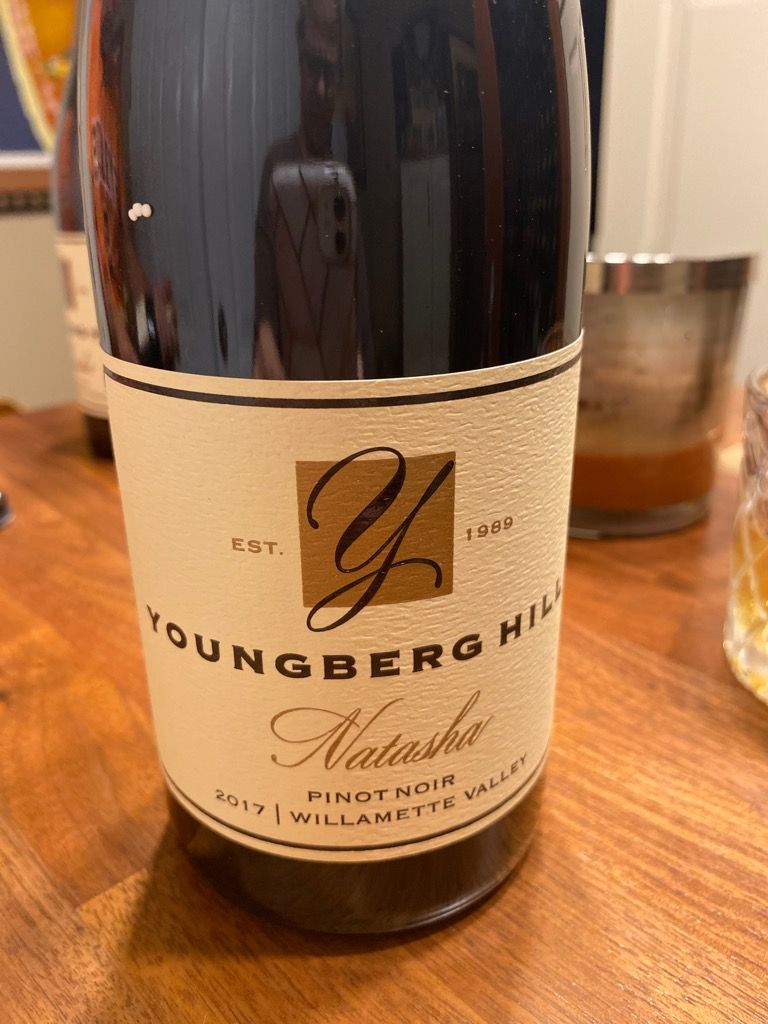 Y
EST. 1989
YOUNGBERG HILL
Natasha
PINOT NOIR
2017 | WILLAMETTE VALLEY